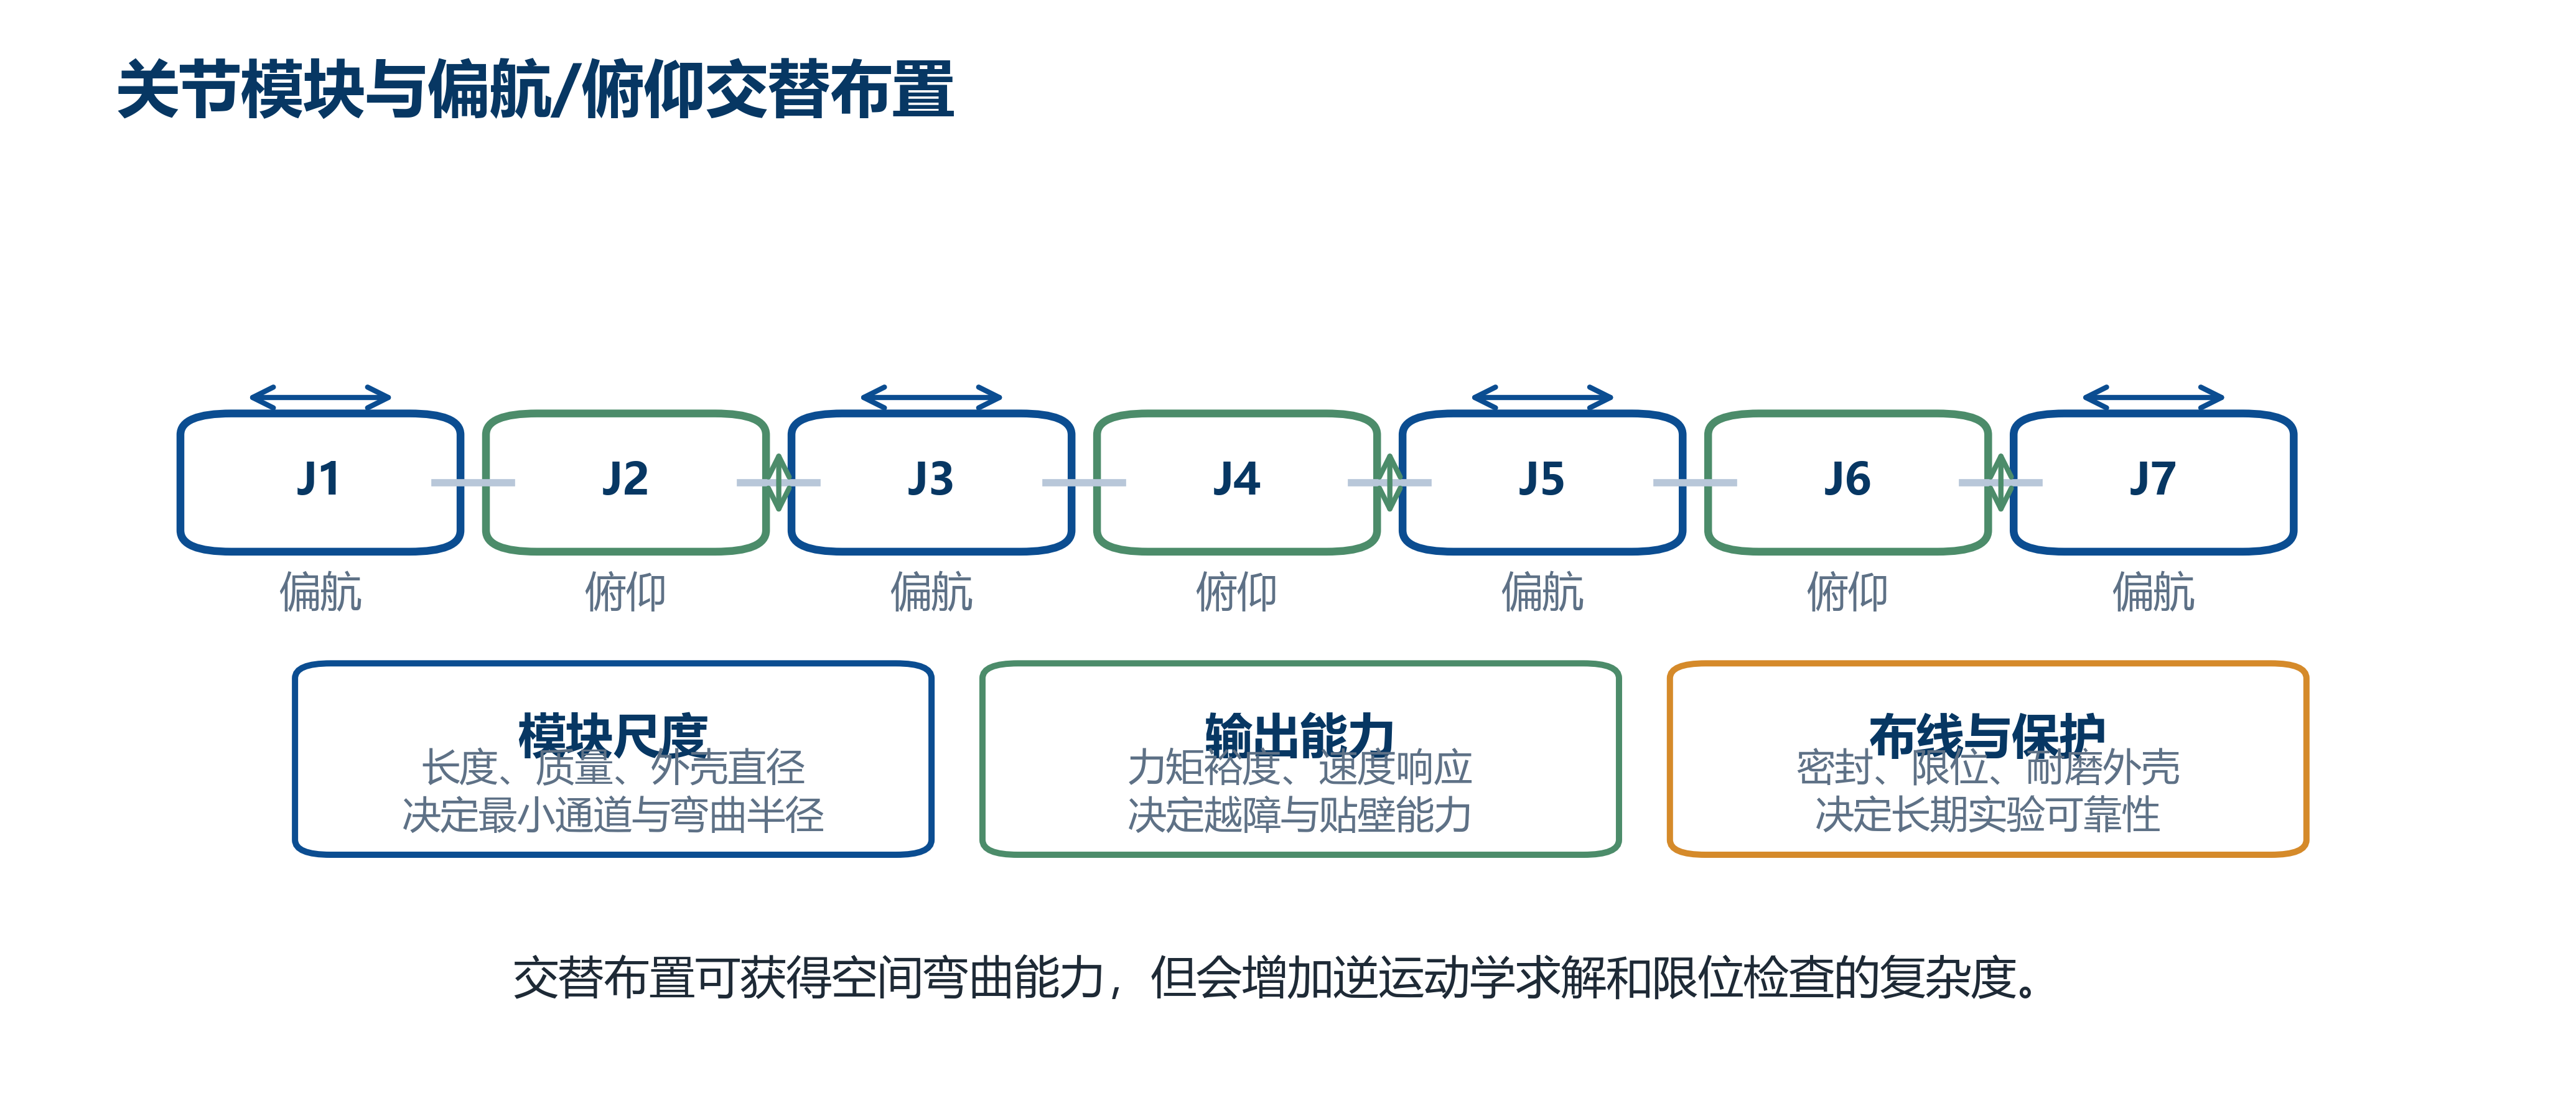 关节模块与偏航/俯仰交替布置
J1
J2
J3
J4
J5
J6
J7
偏航
俯仰
偏航
俯仰
偏航
俯仰
偏航
模块尺度
长度、质量、外壳直径
决定最小通道与弯曲半径
输出能力
力矩裕度、速度响应
决定越障与贴壁能力
布线与保护
密封、限位、耐磨外壳
决定长期实验可靠性
交替布置可获得空间弯曲能力，但会增加逆运动学求解和限位检查的复杂度。